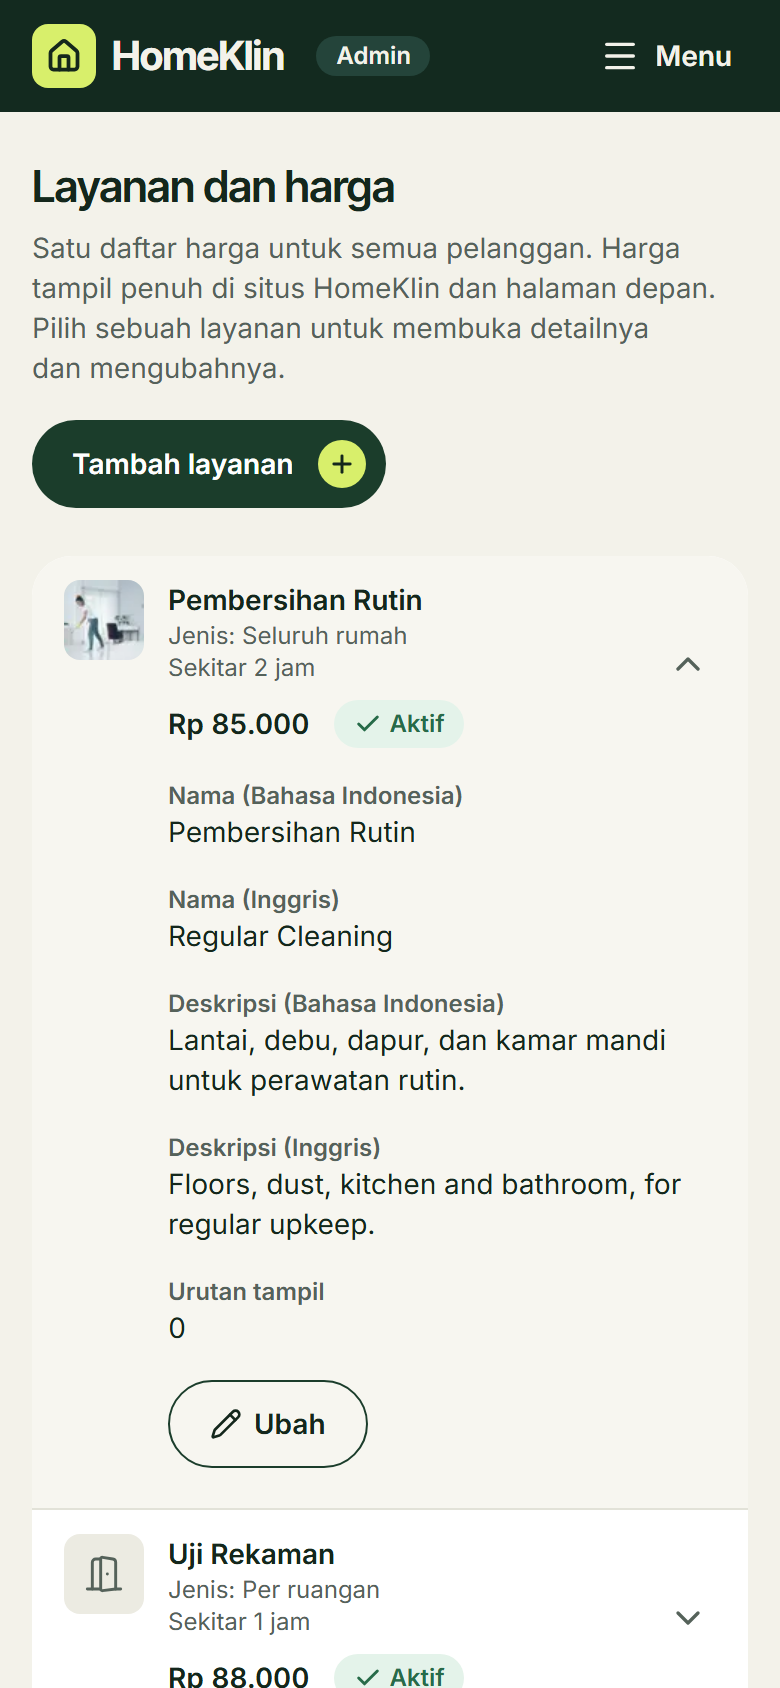 HomeKlin
Admin
Menu
Layanan dan harga
Satu daftar harga untuk semua pelanggan. Harga
tampil penuh di situs HomeKlin dan halaman depan.
Pilih sebuah layanan untuk membuka detailnya
dan mengubahnya.
Tambah layanan
Pembersihan Rutin
Jenis: Seluruh rumah
Sekitar 2 jam
Rp 85.000
Aktif
Nama (Bahasa Indonesia)
Pembersihan Rutin
Nama (Inggris)
Regular Cleaning
Deskripsi (Bahasa Indonesia)
Lantai, debu, dapur, dan kamar mandi
untuk perawatan rutin.
Deskripsi (Inggris)
Floors, dust, kitchen and bathroom, for
regular upkeep.
Urutan tampil
0
Ubah
Uji Rekaman
Jenis: Per ruangan
Sekitar 1 jam
Rp 88.000
Aktif